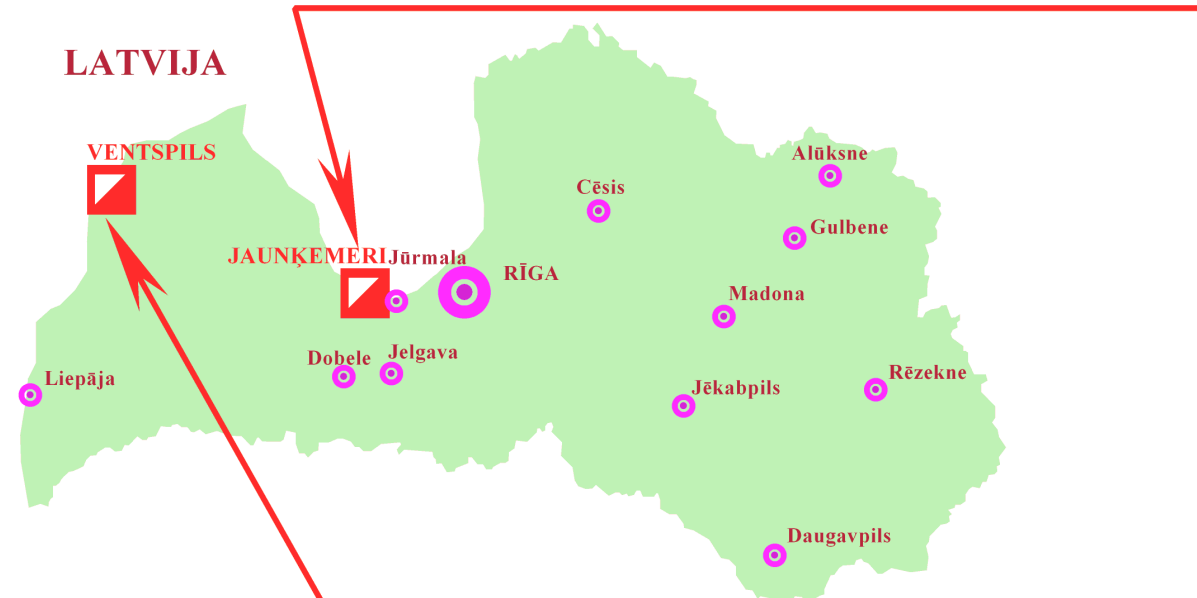 LATVIJA
VENTSPILS
Alūksne
Cēsis
Gulbene
JAUNĶEMERI
Jūrmala
RĪGA
Madona
Dobele
Jelgava
Liepāja
Jēkabpils
Rēzekne
Daugavpils